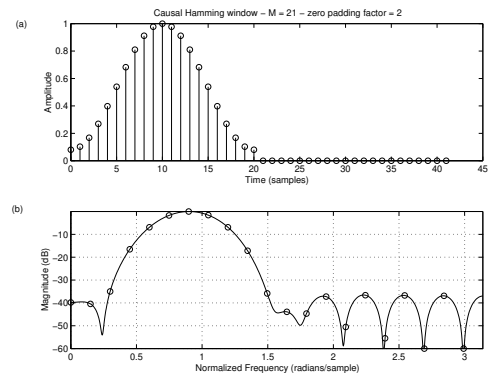 Causal Hamming window − M = 21 − zero padding factor = 2
(a)
1
0.8
0.6
0.4
0.2
0
Amplitude
0 5 10 15 20 25 30 35 40 45
Time (samples)
(b)
−10
−20
−30
−40
−50
−60
Magnitude (dB)
0 0.5 1 1.5 2 2.5 3
Normalized Frequency (radians/sample)